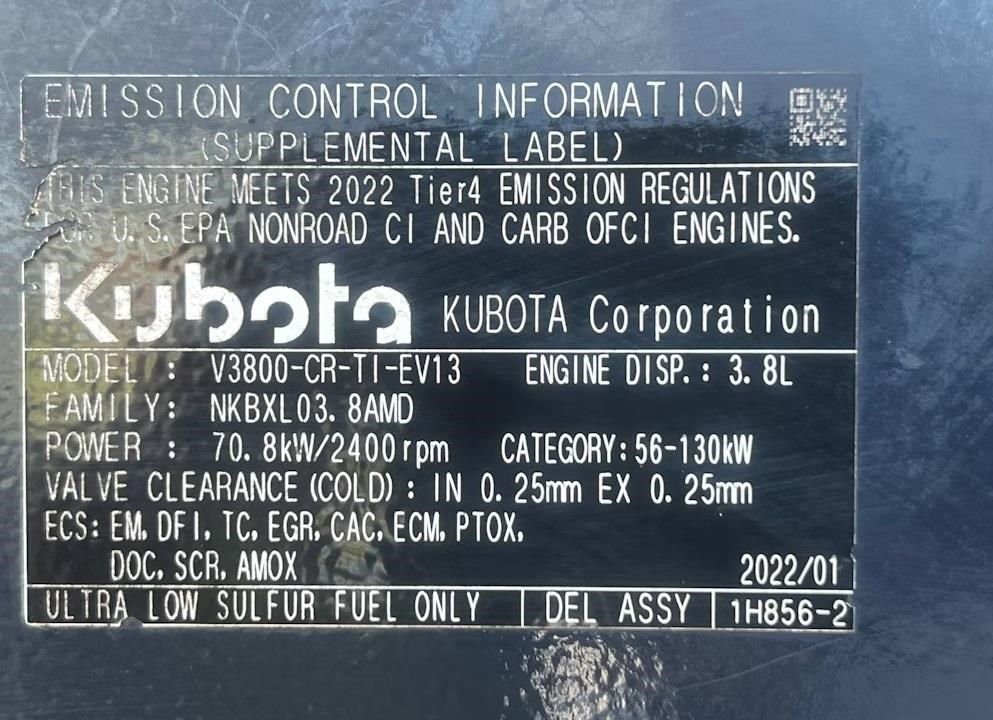 EMISSION CONTROL INFORMATION
(SUPPLEMENTAL LABEL)
THIS ENGINE MEETS 2022 Tier4 EMISSION REGULATIONS
FOR U.S. EPA NONROAD CI AND CARB OFCI ENGINES.
Kubota KUBOTA Corporation
MODEL : V3800-CR-TI-EV13 ENGINE DISP.: 3.8L
FAMILY: NKBXL03.8AMD
POWER : 70.8kW/2400rpm CATEGORY:56-130kW
VALVE CLEARANCE (COLD) : IN 0.25mm EX 0.25mm
ECS: EM, DFI, TC, EGR, CAC, ECM, PTOX,
DOC, SCR, AMOX 2022/01
ULTRA LOW SULFUR FUEL ONLY DEL ASSY 1H856-2